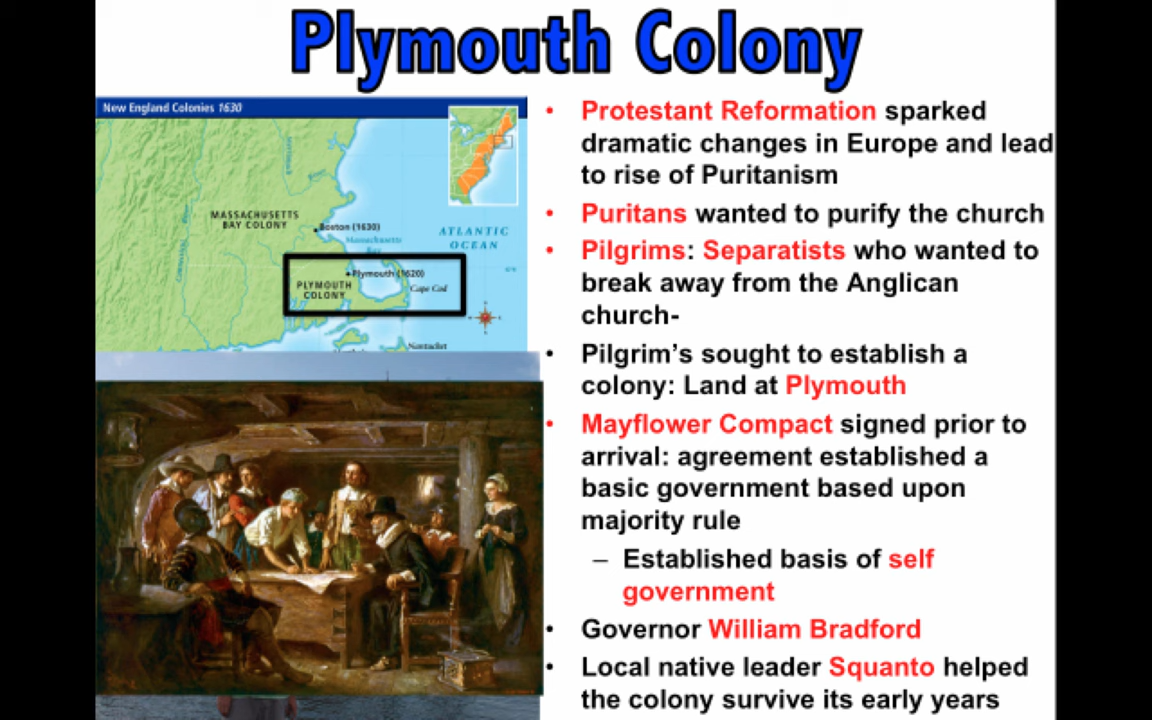 Plymouth Colony
New England Colonies 1630
MASSACHUSETTS
BAY COLONY
Boston (1630)
Massachusetts
Bay
ATLANTIC
OCEAN
Plymouth (1620)
PLYMOUTH
COLONY
Cape Cod
Nantucket
• Protestant Reformation sparked
dramatic changes in Europe and lead
to rise of Puritanism
• Puritans wanted to purify the church
• Pilgrims: Separatists who wanted to
break away from the Anglican
church-
• Pilgrim's sought to establish a
colony: Land at Plymouth
• Mayflower Compact signed prior to
arrival: agreement established a
basic government based upon
majority rule
– Established basis of self
government
• Governor William Bradford
• Local native leader Squanto helped
the colony survive its early years